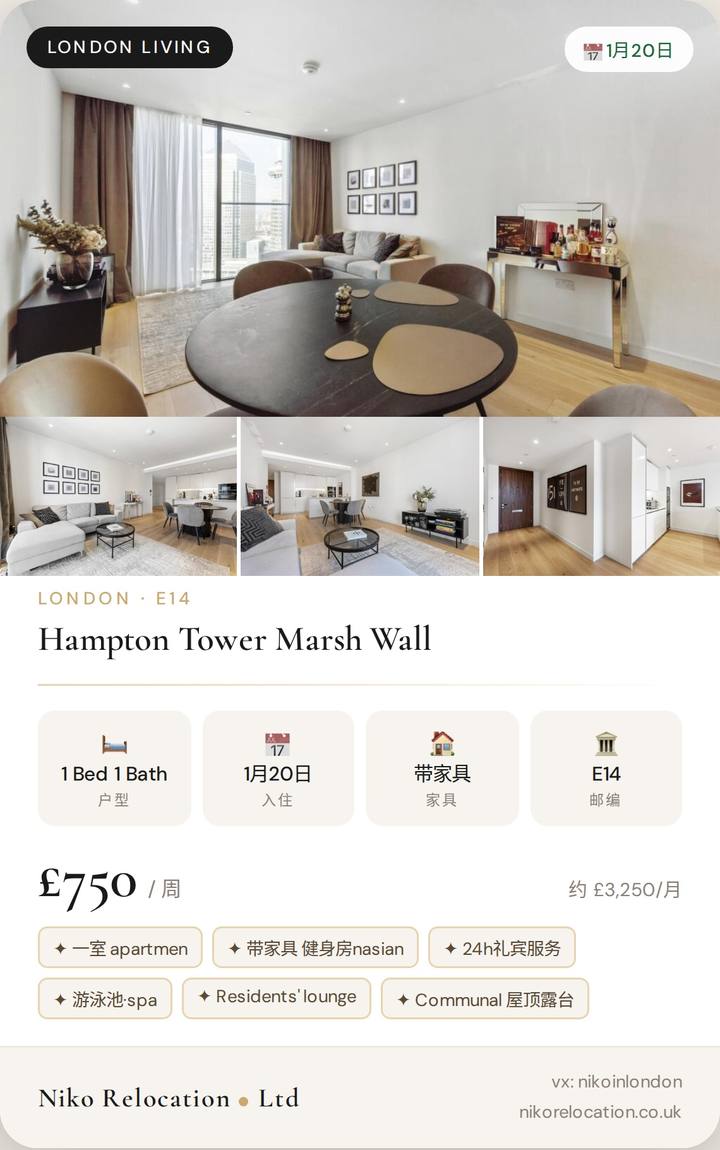 LONDON LIVING
1月20日
LONDON · E14
Hampton Tower Marsh Wall
1 Bed 1 Bath
户型
1月20日
入住
带家具
家具
E14
邮编
£750 / 周
约 £3,250/月
✦ 一室 apartmen
✦ 带家具 健身房nasian
✦ 24h礼宾服务
✦ 游泳池·spa
✦ Residents' lounge
✦ Communal 屋顶露台
Niko Relocation • Ltd
vx: nikoinlondon
nikorelocation.co.uk